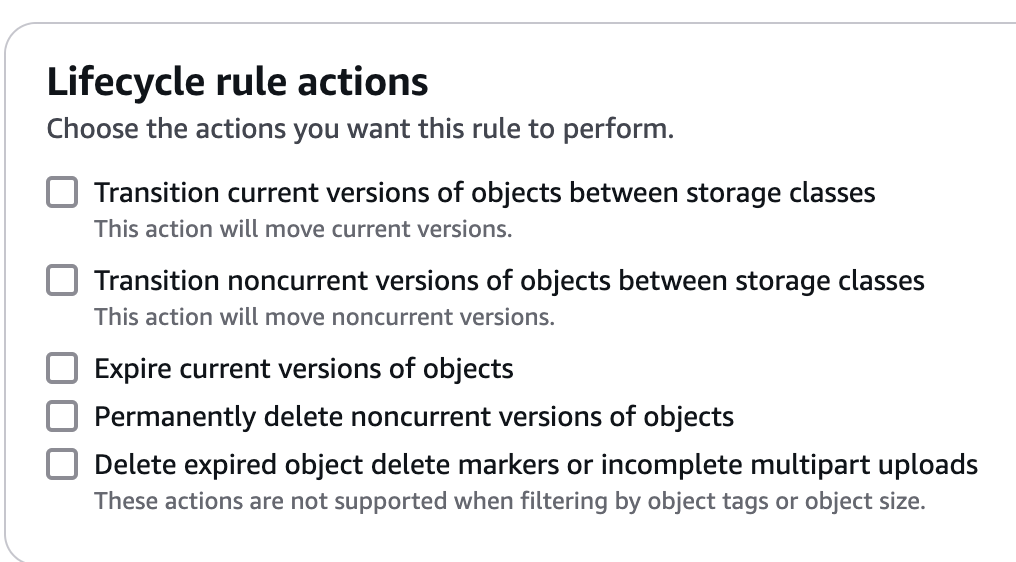 Lifecycle rule actions
Choose the actions you want this rule to perform.
Transition current versions of objects between storage classes
This action will move current versions.
Transition noncurrent versions of objects between storage classes
This action will move noncurrent versions.
Expire current versions of objects
Permanently delete noncurrent versions of objects
Delete expired object delete markers or incomplete multipart uploads
These actions are not supported when filtering by object tags or object size.